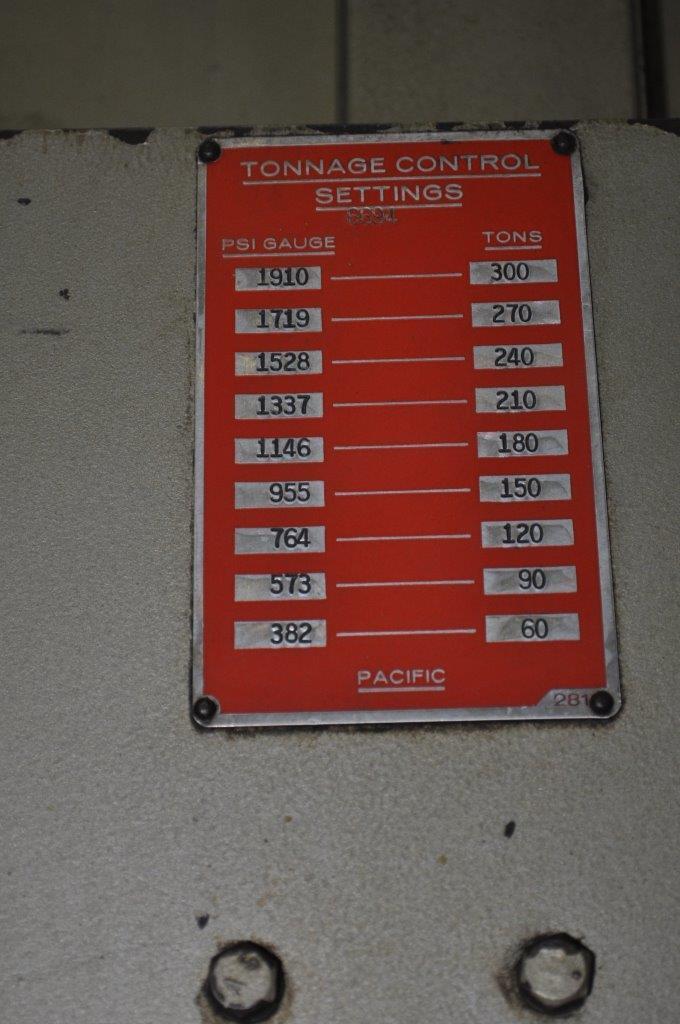 TONNAGE CONTROL
SETTINGS
PSI GAUGE TONS
1910 300
1719 270
1528 240
1337 210
1146 180
955 150
764 120
573 90
382 60
PACIFIC
281